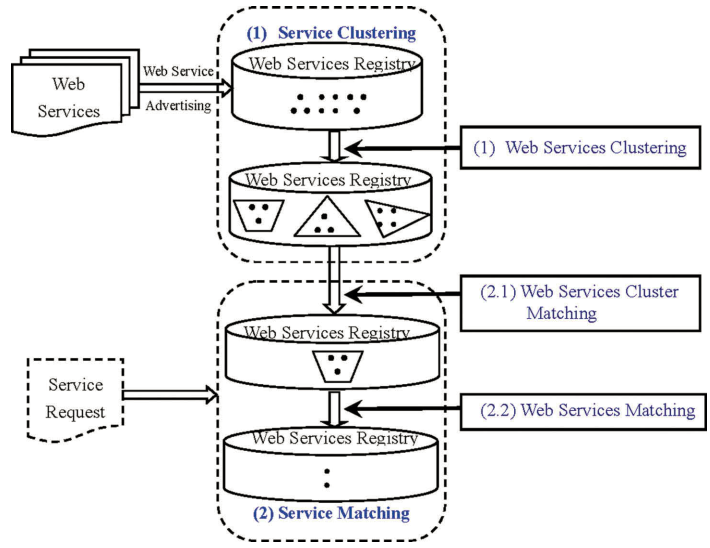 (1) Service Clustering
Web Services Registry
Web
Services
Web Service
Advertising
(1) Web Services Clustering
Web Services Registry
(2.1) Web Services Cluster
Matching
Web Services Registry
Service
Request
(2.2) Web Services Matching
Web Services Registry
(2) Service Matching